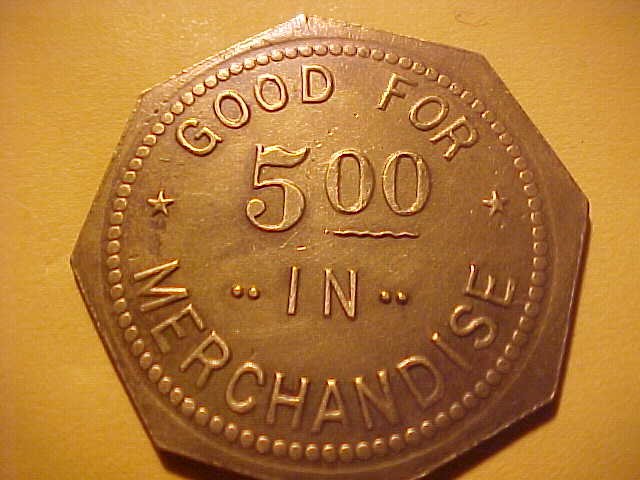 GOOD FOR
500
IN
MERCHANDISE